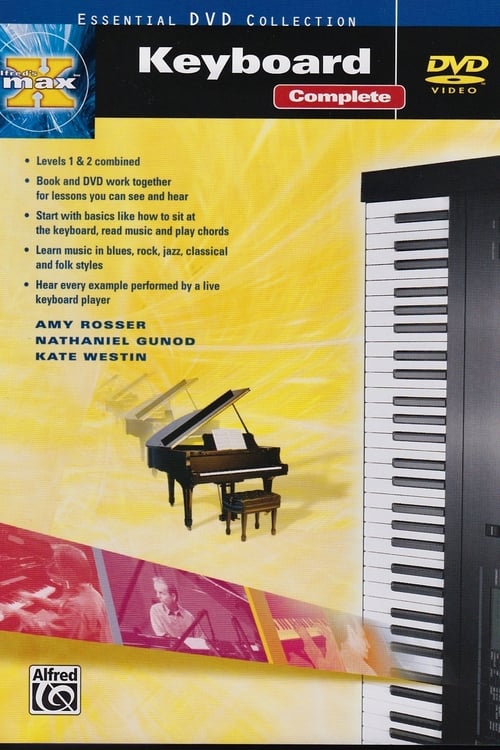 ESSENTIAL DVD COLLECTION
Alfred's
max
X
Keyboard
Complete
DVD
VIDEO
• Levels 1 & 2 combined
• Book and DVD work together
for lessons you can see and hear
• Start with basics like how to sit at
the keyboard, read music and play chords
• Learn music in blues, rock, jazz, classical
and folk styles
• Hear every example performed by a live
keyboard player
AMY ROSSER
NATHANIEL GUNOD
KATE WESTIN
Alfred